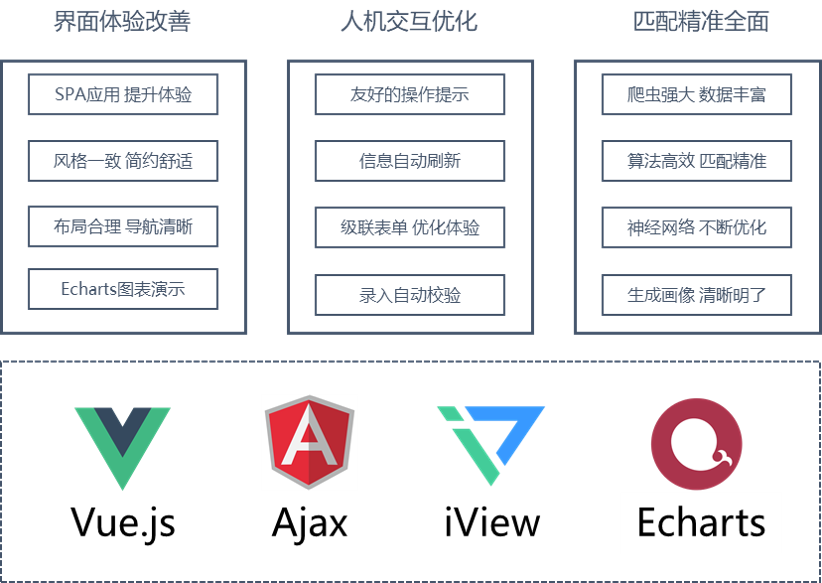 界面体验改善
人机交互优化
匹配精准全面
SPA应用 提升体验
友好的操作提示
爬虫强大 数据丰富
风格一致 简约舒适
信息自动刷新
算法高效 匹配精准
布局合理 导航清晰
级联表单 优化体验
神经网络 不断优化
Echarts图表演示
录入自动校验
生成画像 清晰明了
Vue.js
Ajax
iView
Echarts